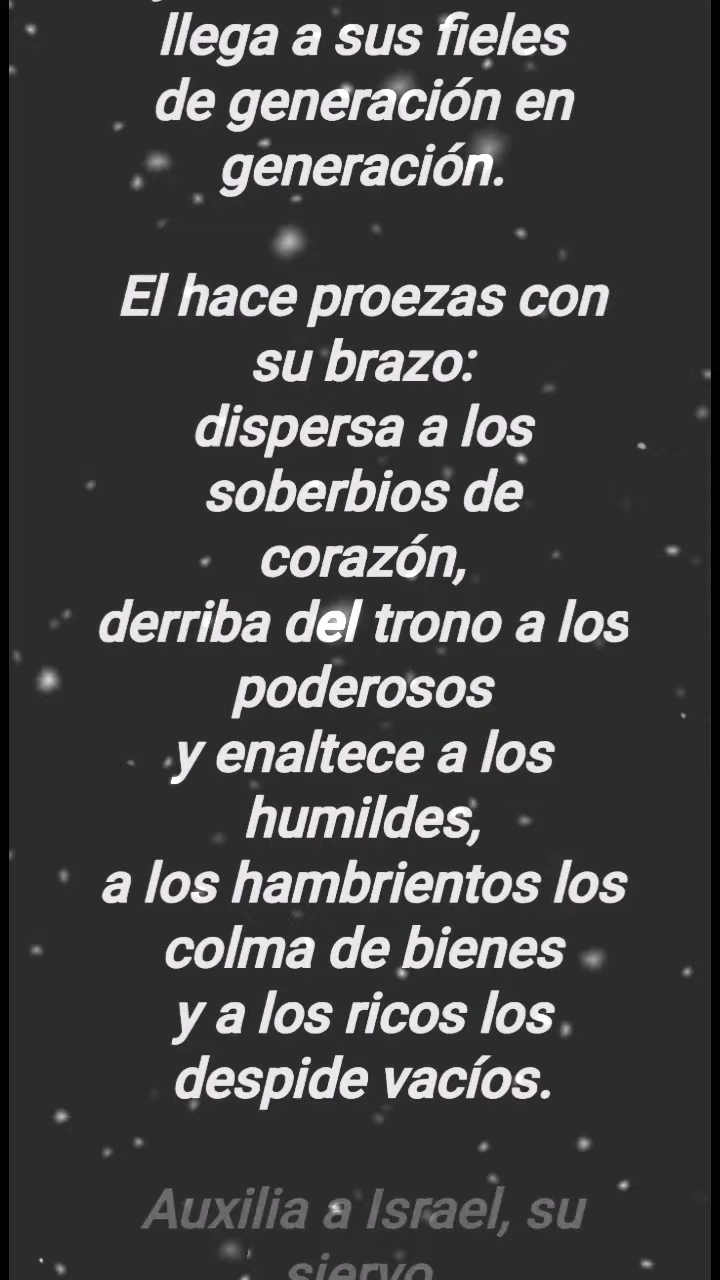 llega a sus fieles
de generación en
generación.
El hace proezas con
su brazo:
dispersa a los
soberbios de
corazón,
derriba del trono a los
poderosos
y enaltece a los
humildes,
a los hambrientos los
colma de bienes
y a los ricos los
despide vacíos.
Auxilia a Israel, su
siervo